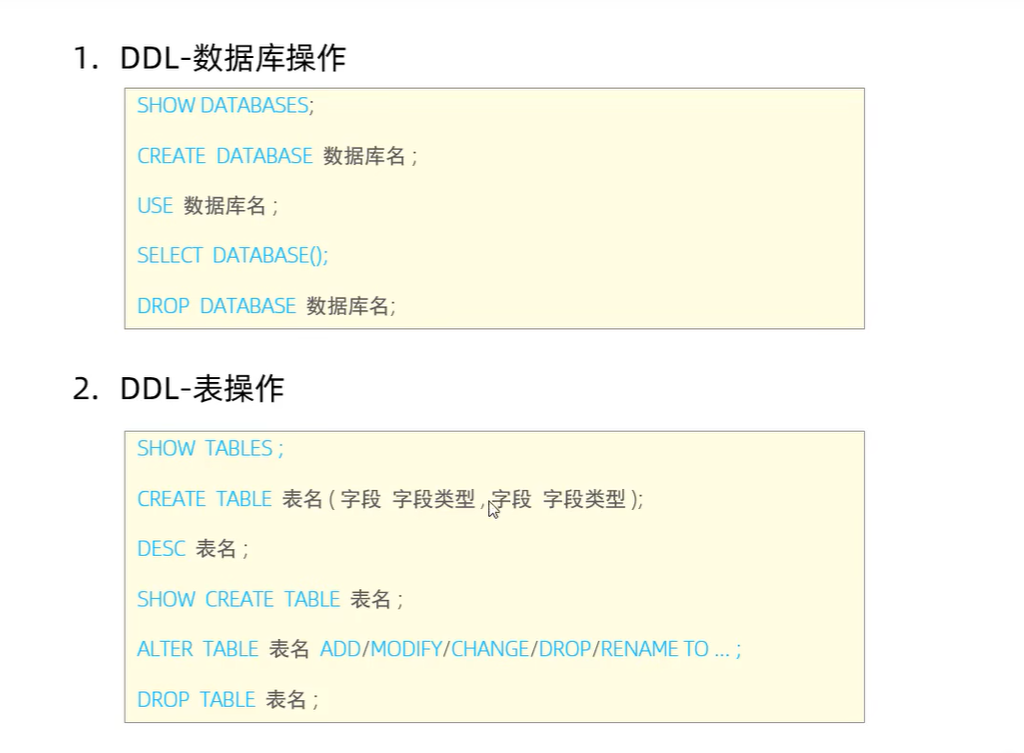 1. DDL-数据库操作
SHOW DATABASES;
CREATE DATABASE 数据库名 ;
USE 数据库名 ;
SELECT DATABASE();
DROP DATABASE 数据库名;
2. DDL-表操作
SHOW TABLES ;
CREATE TABLE 表名 ( 字段 字段类型 , 字段 字段类型 );
DESC 表名 ;
SHOW CREATE TABLE 表名 ;
ALTER TABLE 表名 ADD/MODIFY/CHANGE/DROP/RENAME TO ... ;
DROP TABLE 表名 ;